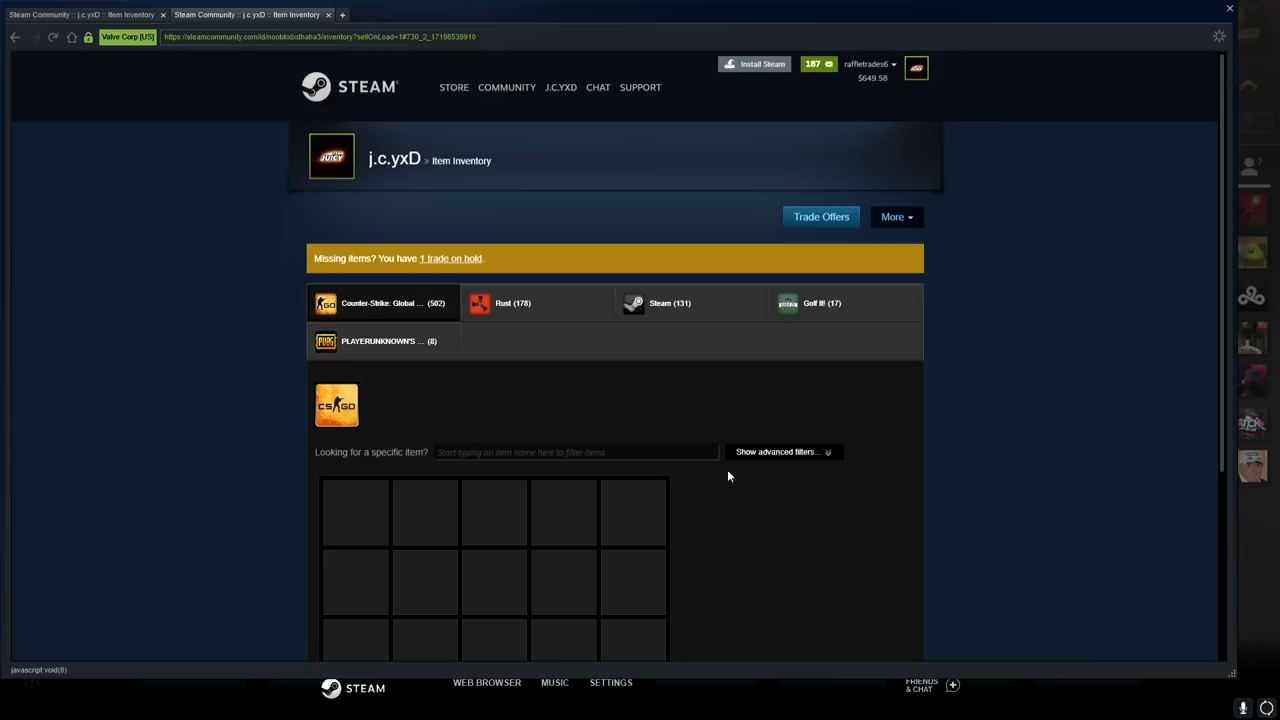 Steam Community :: j.c.yxD :: Item Inventory
Steam Community :: j.c.yxD :: Item Inventory
Valve Corp [US]
https://steamcommunity.com/id/noobkidxdhaha3/inventory?sellOnLoad=1#730_2_17198539910
Install Steam
187
raffletrades6
$649.58
STEAM
STORE COMMUNITY J.C.YXD CHAT SUPPORT
JUICY
j.c.yxD » Item Inventory
Trade Offers
More
Missing items? You have 1 trade on hold.
Counter-Strike: Global ... (502)
Rust (178)
Steam (131)
Golf It! (17)
PUBG
PLAYERUNKNOWN'S ... (8)
CS GO
Looking for a specific item?
Start typing an item name here to filter items
Show advanced filters...
javascript:void(0)
STEAM
WEB BROWSER MUSIC SETTINGS
FRIENDS
& CHAT